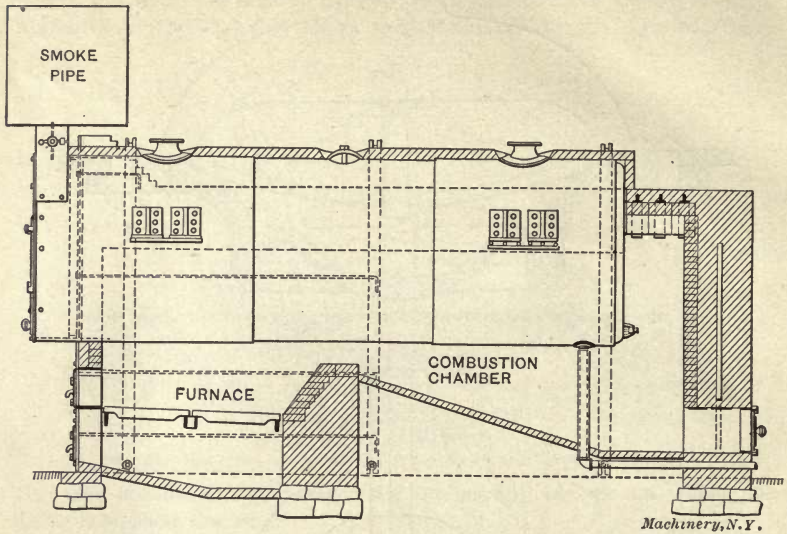 SMOKE
PIPE
FURNACE
COMBUSTION
CHAMBER
Machinery, N.Y.